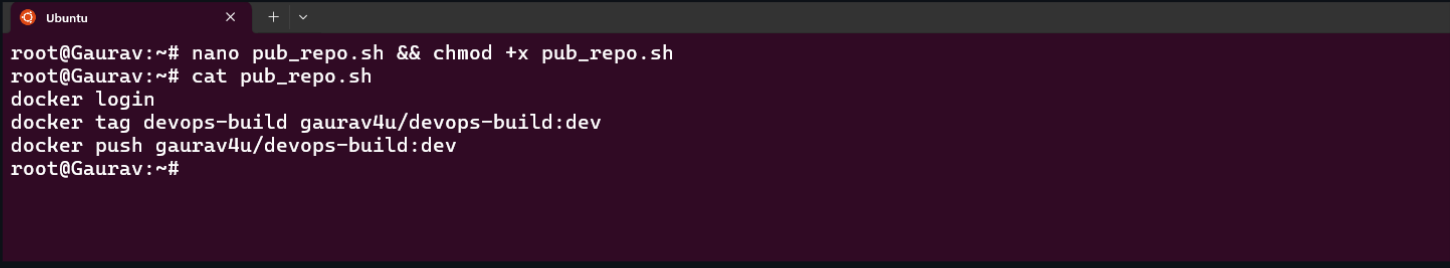 Ubuntu
root@Gaurav:~# nano pub_repo.sh && chmod +x pub_repo.sh
root@Gaurav:~# cat pub_repo.sh
docker login
docker tag devops-build gaurav4u/devops-build:dev
docker push gaurav4u/devops-build:dev
root@Gaurav:~#